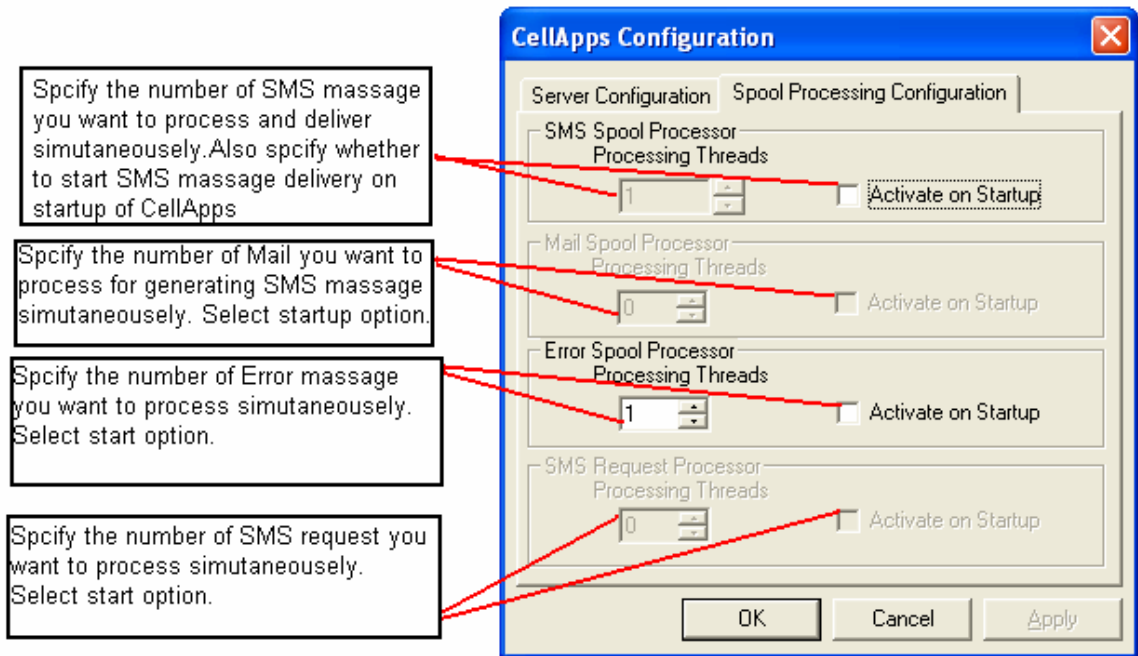 CellApps Configuration
Server Configuration
Spool Processing Configuration
SMS Spool Processor
Processing Threads
1
Activate on Startup
Mail Spool Processor
Processing Threads
0
Activate on Startup
Error Spool Processor
Processing Threads
1
Activate on Startup
SMS Request Processor
Processing Threads
0
Activate on Startup
OK
Cancel
Apply
Spcify the number of SMS massage
you want to process and deliver
simutaneousely.Also spcify whether
to start SMS massage delivery on
startup of CellApps
Spcify the number of Mail you want to
process for generating SMS massage
simutaneousely. Select startup option.
Spcify the number of Error massage
you want to process simutaneousely.
Select start option.
Spcify the number of SMS request you
want to process simutaneousely.
Select start option.